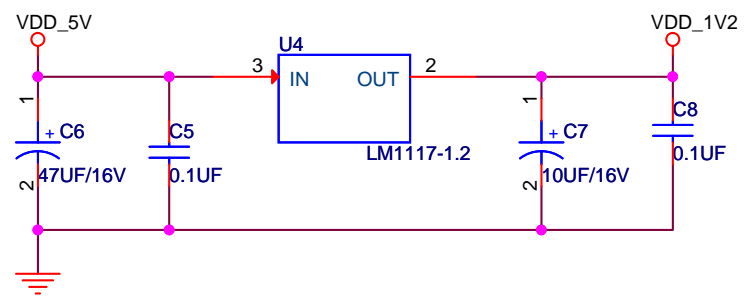 VDD_5V
VDD_1V2
U4
3
IN
OUT
2
LM1117-1.2
1
+ C6
2
47UF/16V
C5
0.1UF
1
+ C7
2
10UF/16V
C8
0.1UF